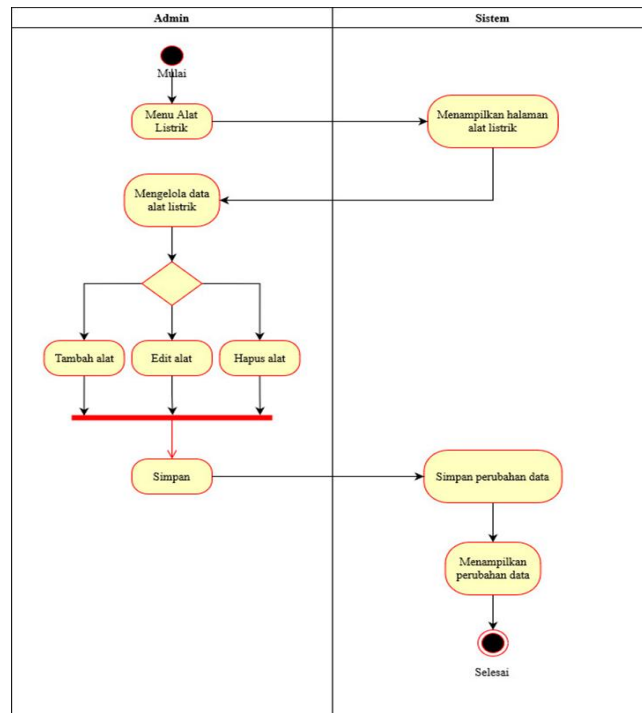 Admin
Sistem
Mulai
Menu Alat
Listrik
Menampilkan halaman
alat listrik
Mengelola data
alat listrik
Tambah alat
Edit alat
Hapus alat
Simpan
Simpan perubahan data
Menampilkan
perubahan data
Selesai